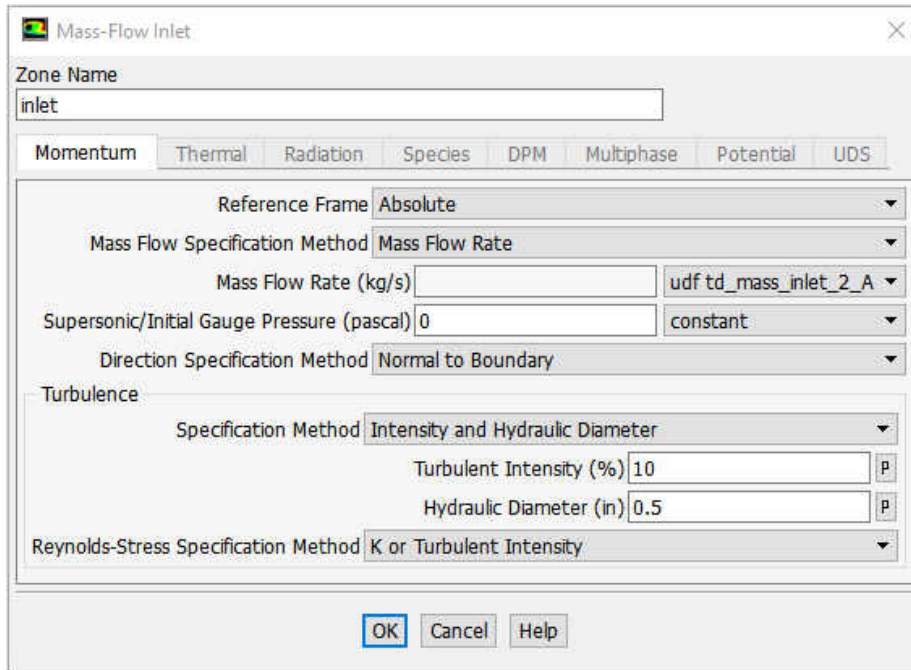 Mass-Flow Inlet
Zone Name
inlet
Momentum Thermal Radiation Species DPM Multiphase Potential UDS
Reference Frame Absolute
Mass Flow Specification Method Mass Flow Rate
Mass Flow Rate (kg/s) udf td_mass_inlet_2_A
Supersonic/Initial Gauge Pressure (pascal) 0 constant
Direction Specification Method Normal to Boundary
Turbulence
Specification Method Intensity and Hydraulic Diameter
Turbulent Intensity (%) 10 P
Hydraulic Diameter (in) 0.5 P
Reynolds-Stress Specification Method K or Turbulent Intensity
OK Cancel Help